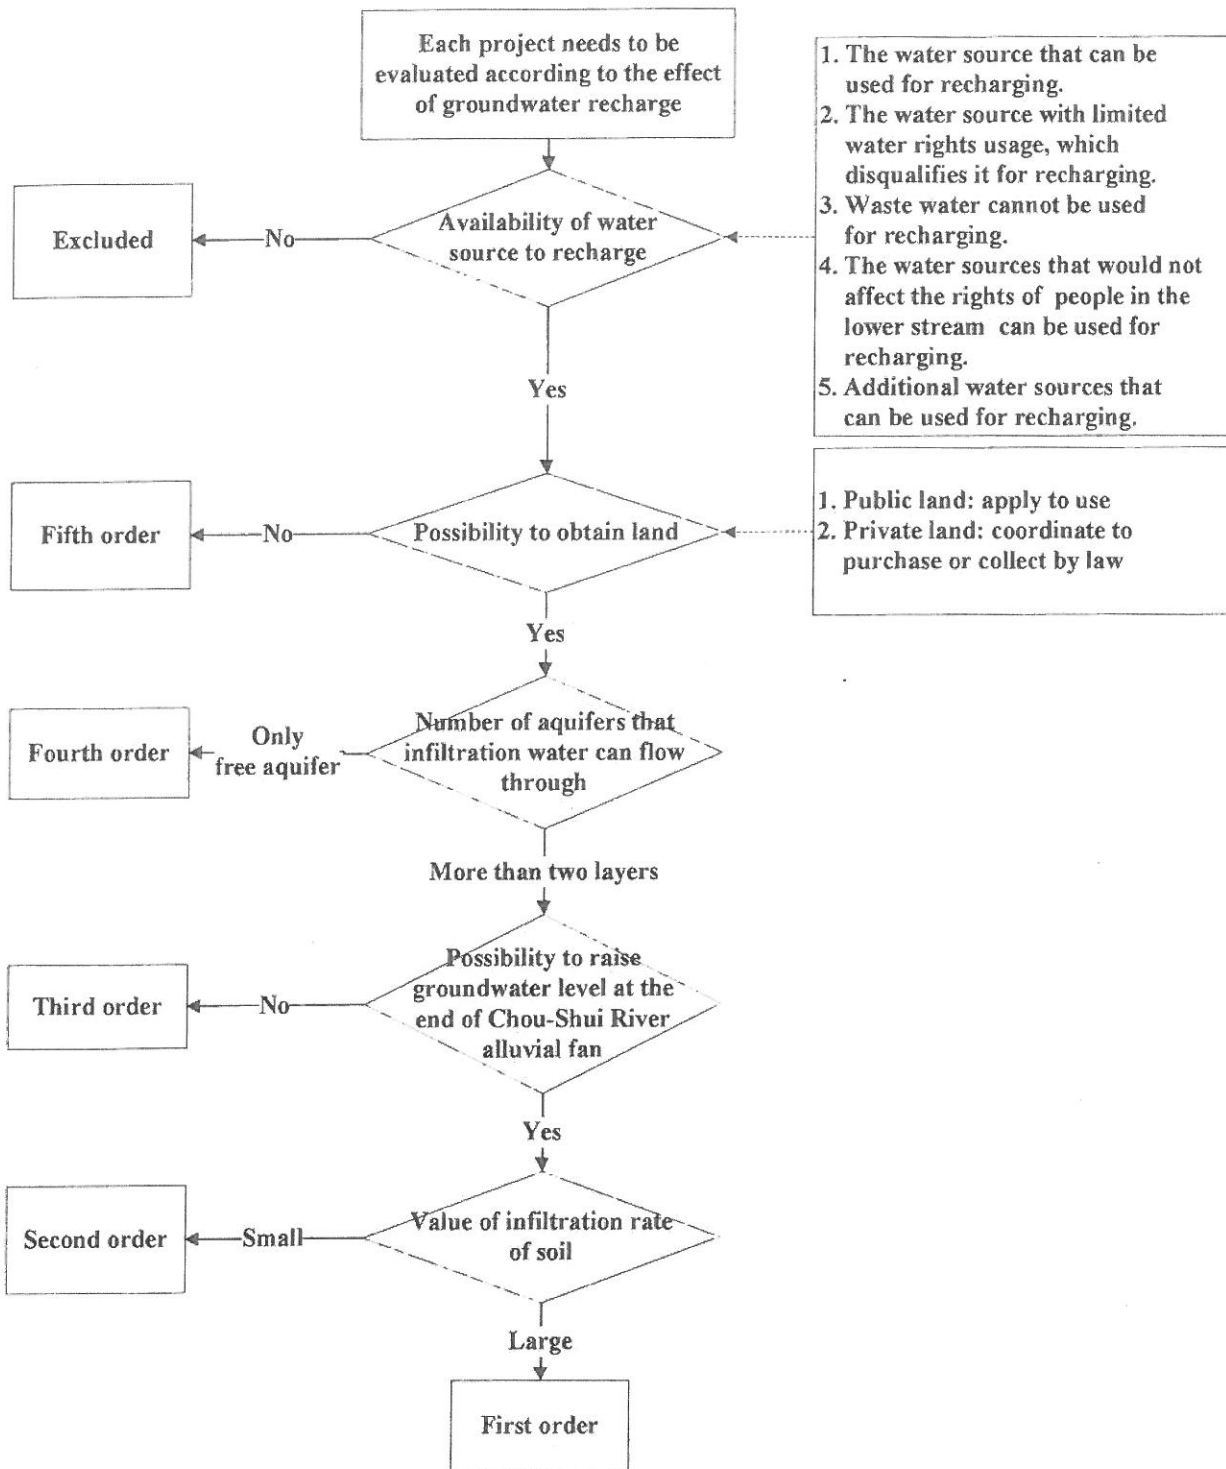 Each project needs to be
evaluated according to the effect
of groundwater recharge
1. The water source that can be
used for recharging.
2. The water source with limited
water rights usage, which
disqualifies it for recharging.
3. Waste water cannot be used
for recharging.
4. The water sources that would not
affect the rights of people in the
lower stream can be used for
recharging.
5. Additional water sources that
can be used for recharging.
Availability of water
source to recharge
No
Excluded
Yes
Possibility to obtain land
1. Public land: apply to use
2. Private land: coordinate to
purchase or collect by law
No
Fifth order
Yes
Number of aquifers that
infiltration water can flow
through
Only
free aquifer
Fourth order
More than two layers
Possibility to raise
groundwater level at the
end of Chou-Shui River
alluvial fan
No
Third order
Yes
Value of infiltration rate
of soil
Small
Second order
Large
First order